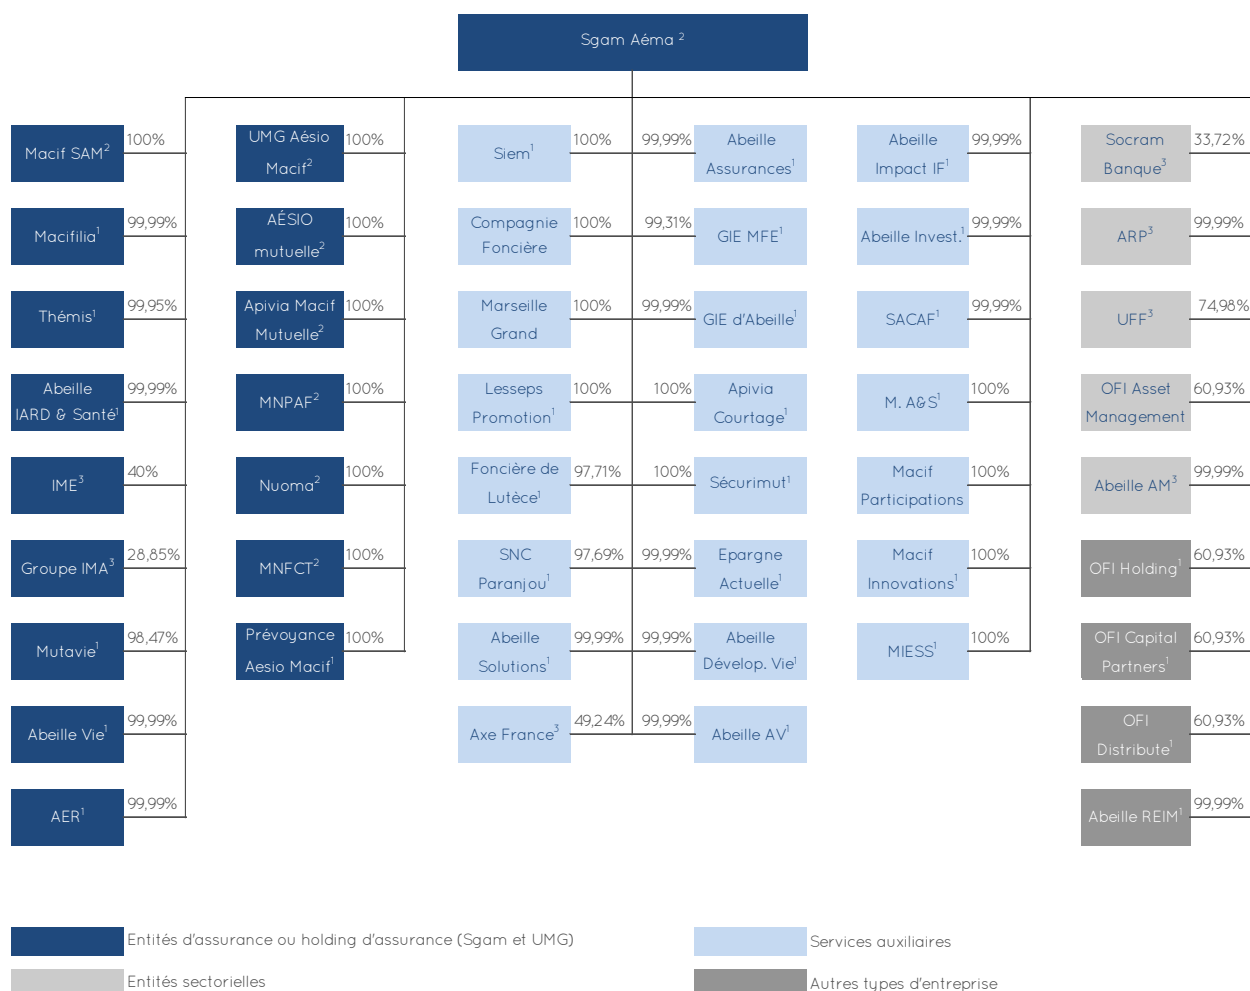 Sgam Aéma ²
Macif SAM²
100%
Macifilia¹
99,99%
Thémis¹
99,95%
Abeille
IARD & Santé¹
99,99%
IME³
40%
Groupe IMA³
28,85%
Mutavie¹
98,47%
Abeille Vie¹
99,99%
AER¹
99,99%
UMG Aésio
Macif²
100%
AÉSIO
mutuelle²
100%
Apivia Macif
Mutuelle²
100%
MNPAF²
100%
Nuoma²
100%
MNFCT²
100%
Prévoyance
Aesio Macif¹
100%
Siem¹
100%
Compagnie
Foncière
100%
Marseille
Grand
100%
Lesseps
Promotion¹
100%
Foncière de
Lutèce¹
97,71%
SNC
Paranjou¹
97,69%
Abeille
Solutions¹
99,99%
Axe France³
49,24%
99,99%
Abeille
Assurances¹
99,31%
GIE MFE¹
99,99%
GIE d'Abeille¹
100%
Apivia
Courtage¹
100%
Sécurimut¹
99,99%
Epargne
Actuelle¹
99,99%
Abeille
Dévelop. Vie¹
99,99%
Abeille AV¹
Abeille
Impact IF¹
99,99%
Abeille Invest.¹
99,99%
SACAF¹
99,99%
M. A&S¹
100%
Macif
Participations
100%
Macif
Innovations¹
100%
MIESS¹
100%
Socram
Banque³
33,72%
ARP³
99,99%
UFF³
74,98%
OFI Asset
Management
60,93%
Abeille AM³
99,99%
OFI Holding¹
60,93%
OFI Capital
Partners¹
60,93%
OFI
Distribute¹
60,93%
Abeille REIM¹
99,99%
Entités d'assurance ou holding d'assurance (Sgam et UMG)
Services auxiliaires
Entités sectorielles
Autres types d'entreprise